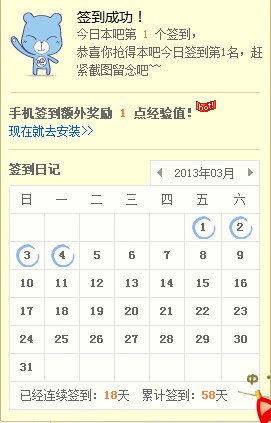 签到成功！
今日本吧第 1 个签到，
恭喜你抢得本吧今日签到第1名，赶
紧截图留念吧~~
手机签到额外奖励 1 点经验值！ Hot!
现在就去安装>>
签到日记
2013年03月
日 一 二 三 四 五 六
1 2
3 4 5 6 7 8 9
10 11 12 13 14 15 16
17 18 19 20 21 22 23
24 25 26 27 28 29 30
31
已经连续签到：18天 累计签到：58天
中